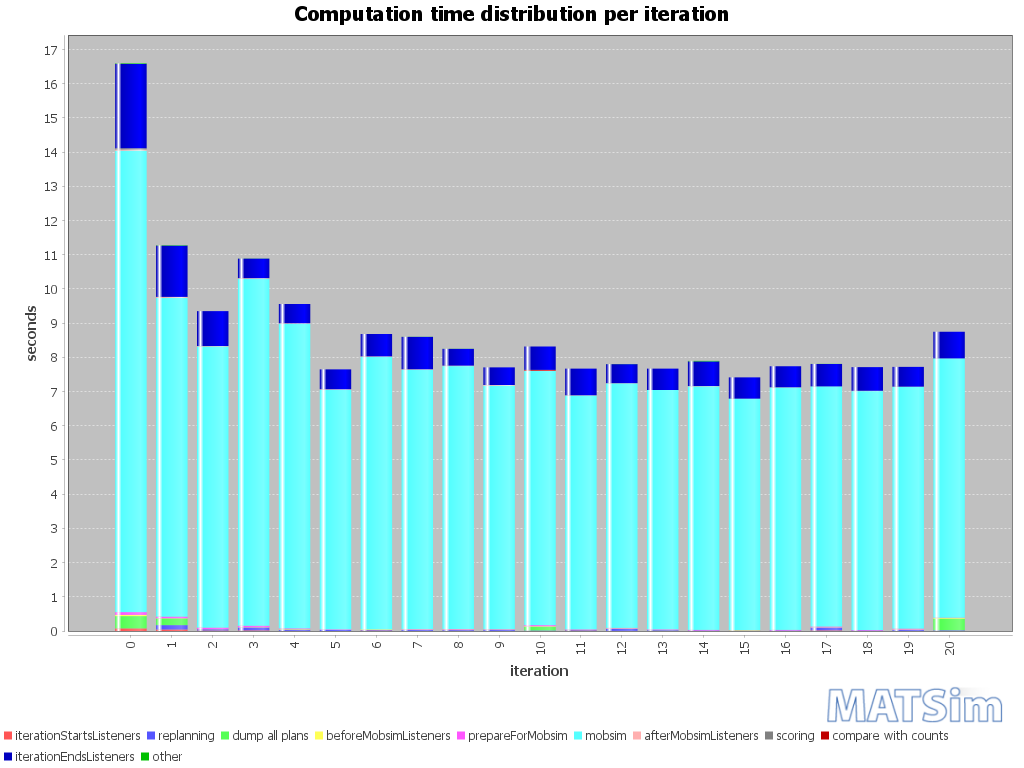 Computation time distribution per iteration
17
16
15
14
13
12
11
10
9
8
7
6
5
4
3
2
1
0
seconds
0 1 2 3 4 5 6 7 8 9 10 11 12 13 14 15 16 17 18 19 20
iteration
MATSim
iterationStartsListeners replanning dump all plans beforeMobsimListeners prepareForMobsim mobsim afterMobsimListeners scoring compare with counts
iterationEndsListeners other